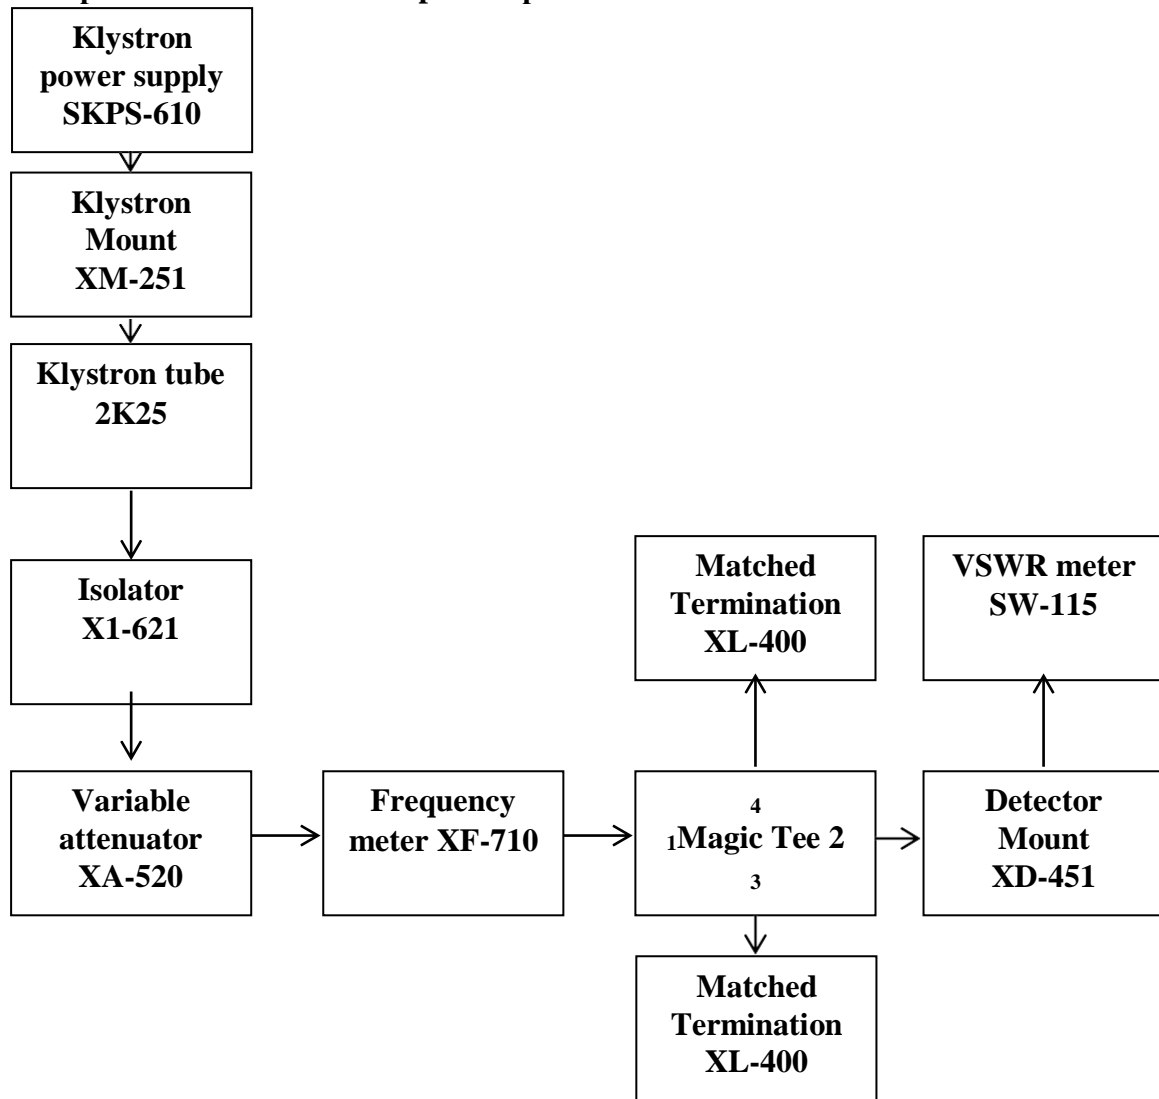 Klystron
power supply
SKPS-610
Klystron
Mount
XM-251
Klystron tube
2K25
Isolator
X1-621
Matched
Termination
XL-400
VSWR meter
SW-115
Variable
attenuator
XA-520
Frequency
meter XF-710
4
1Magic Tee 2
3
Detector
Mount
XD-451
Matched
Termination
XL-400